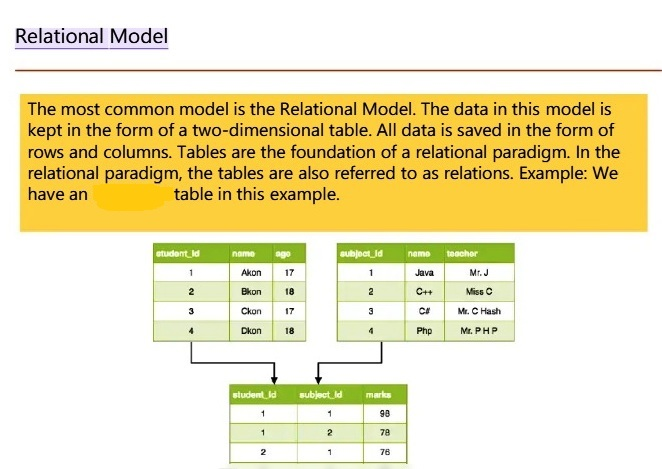 Relational Model
The most common model is the Relational Model. The data in this model is
kept in the form of a two-dimensional table. All data is saved in the form of
rows and columns. Tables are the foundation of a relational paradigm. In the
relational paradigm, the tables are also referred to as relations. Example: We
have an table in this example.
student_id name age subject_id name teacher
1 Akon 17 1 Java Mr. J
2 Bkon 18 2 C++ Miss C
3 Ckon 17 3 C# Mr. C Hash
4 Dkon 18 4 Php Mr. P H P
student_id subject_id marks
1 1 98
1 2 78
2 1 76